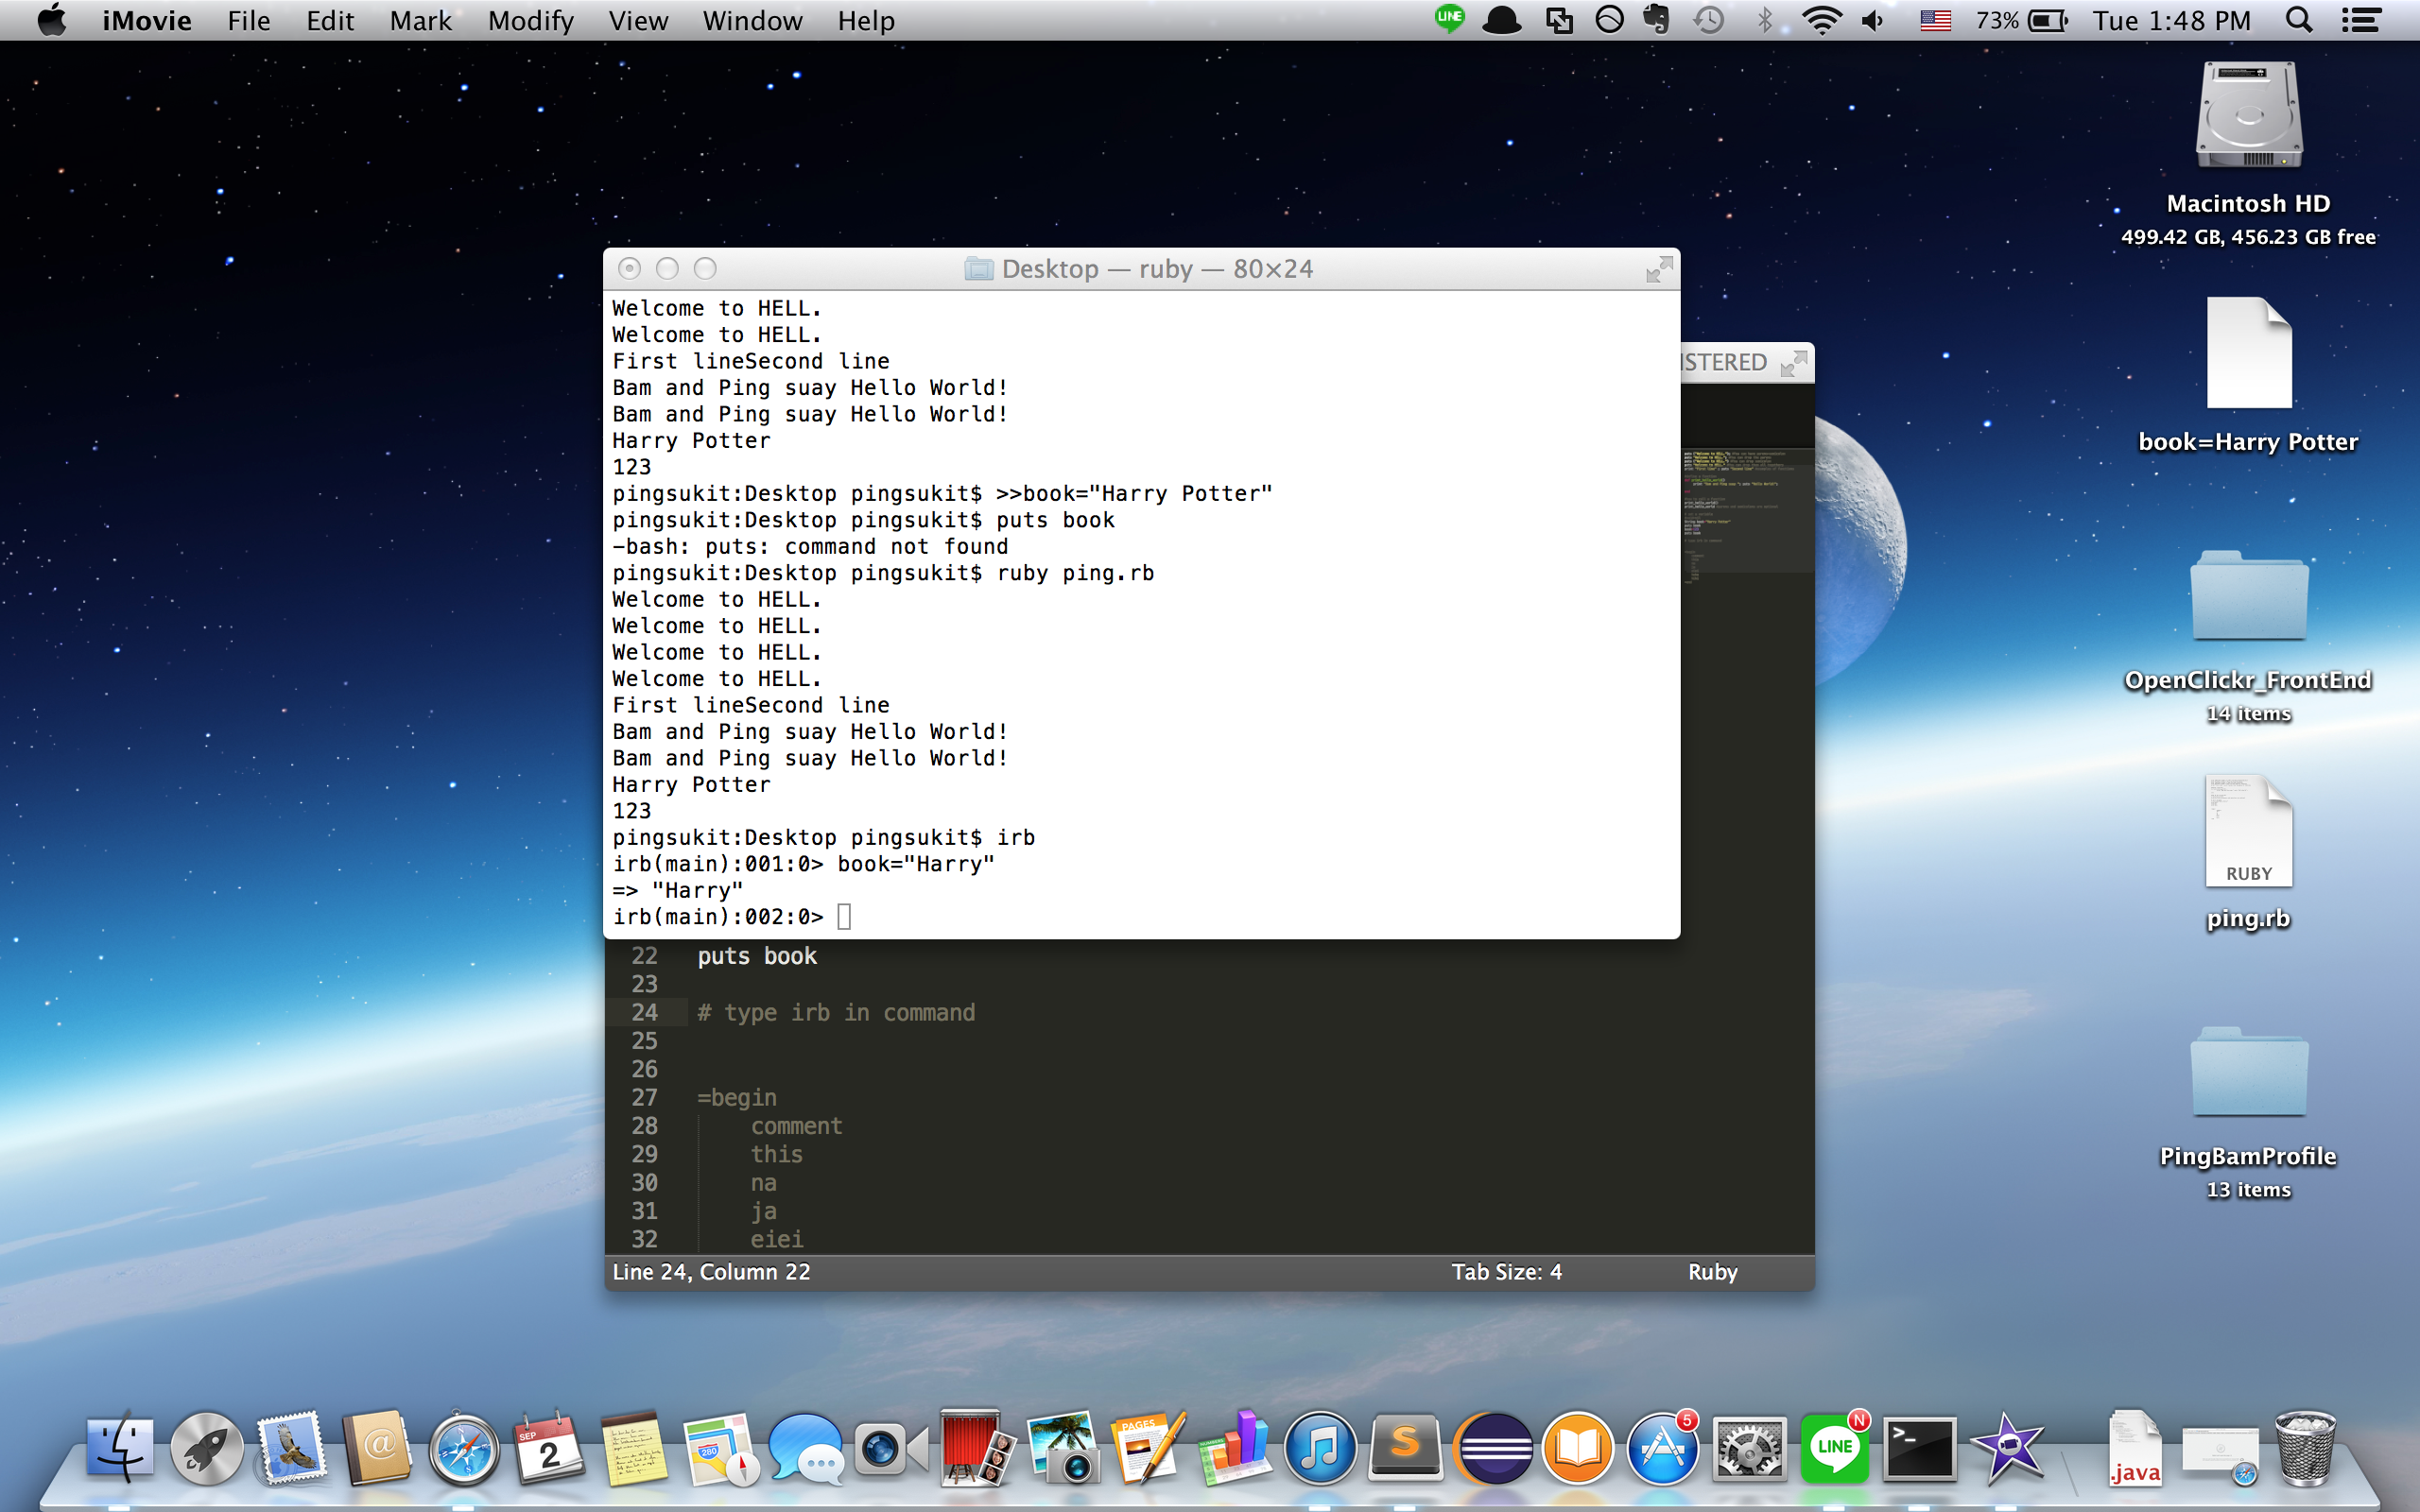 iMovie File Edit Mark Modify View Window Help LINE 73% Tue 1:48 PM
Macintosh HD
499.42 GB, 456.23 GB free
book=Harry Potter
OpenClickr_FrontEnd
14 items
RUBY
ping.rb
PingBamProfile
13 items
Desktop — ruby — 80×24
Welcome to HELL.
Welcome to HELL.
First lineSecond line
Bam and Ping suay Hello World!
Bam and Ping suay Hello World!
Harry Potter
123
pingsukit:Desktop pingsukit$ >>book="Harry Potter"
pingsukit:Desktop pingsukit$ puts book
-bash: puts: command not found
pingsukit:Desktop pingsukit$ ruby ping.rb
Welcome to HELL.
Welcome to HELL.
Welcome to HELL.
Welcome to HELL.
First lineSecond line
Bam and Ping suay Hello World!
Bam and Ping suay Hello World!
Harry Potter
123
pingsukit:Desktop pingsukit$ irb
irb(main):001:0> book="Harry"
=> "Harry"
irb(main):002:0>
ISTERED
22 puts book
23
24 # type irb in command
25
26
27 =begin
28 comment
29 this
30 na
31 ja
32 eiei
Line 24, Column 22 Tab Size: 4 Ruby
SEP
2
280
PAGES
NUMBERS
S
5
LINE
N
>_
.java